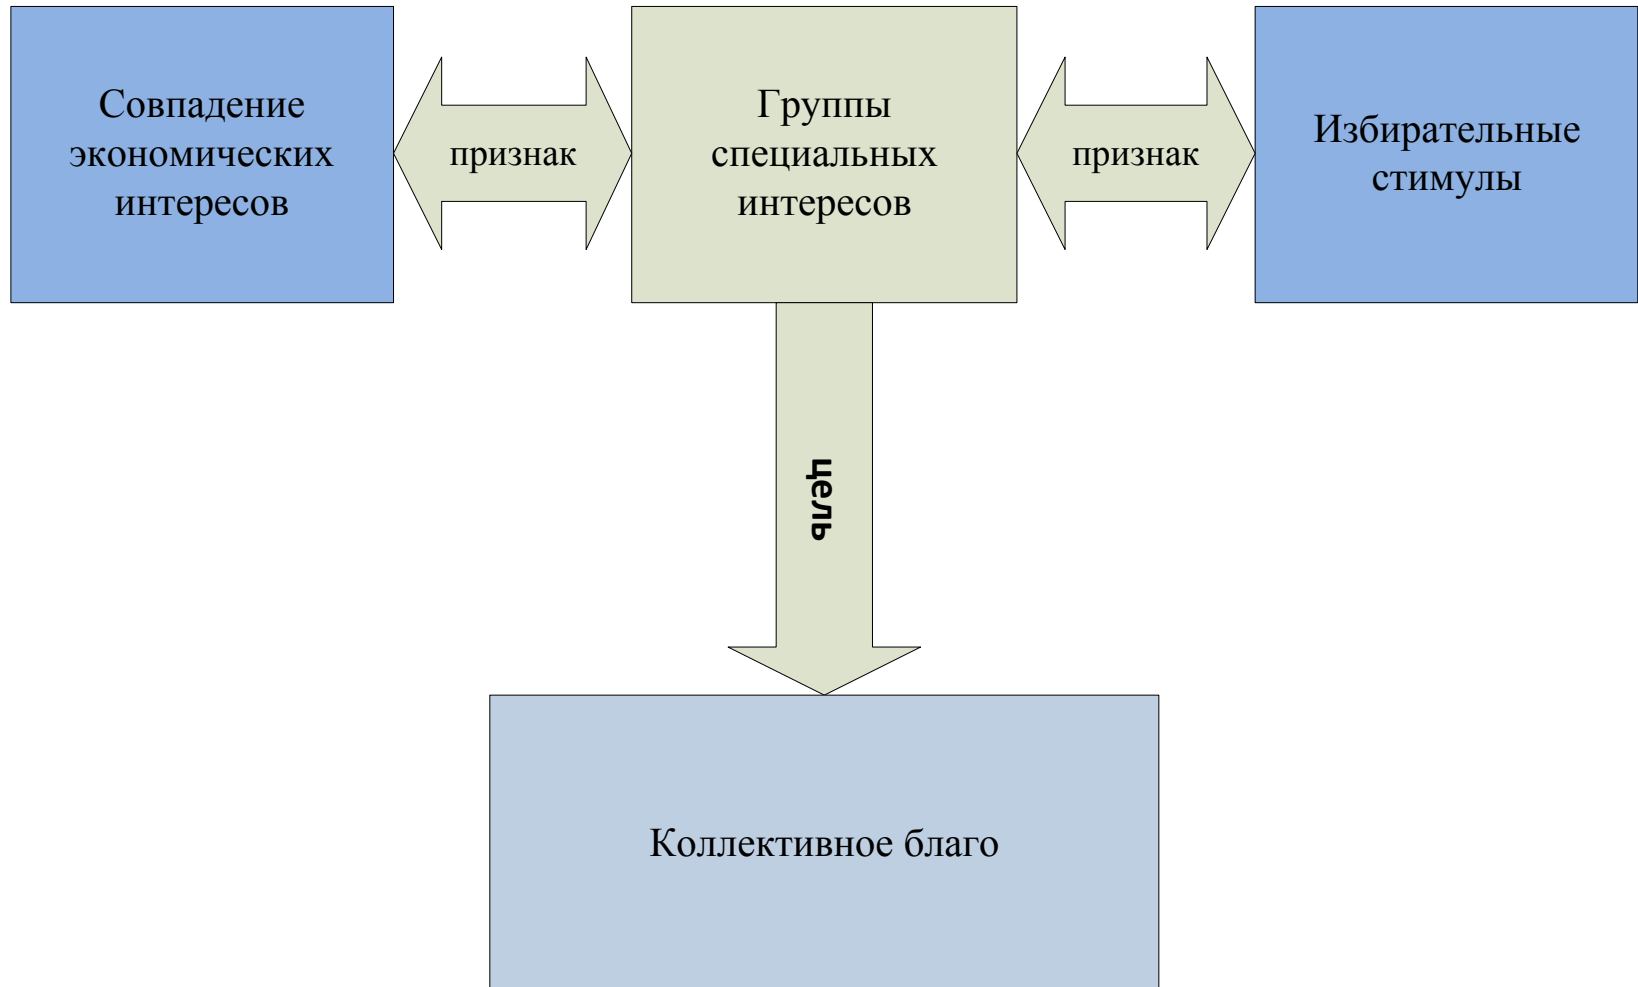 Совпадение
экономических
интересов
признак
Группы
специальных
интересов
признак
Избирательные
стимулы
цель
Коллективное благо